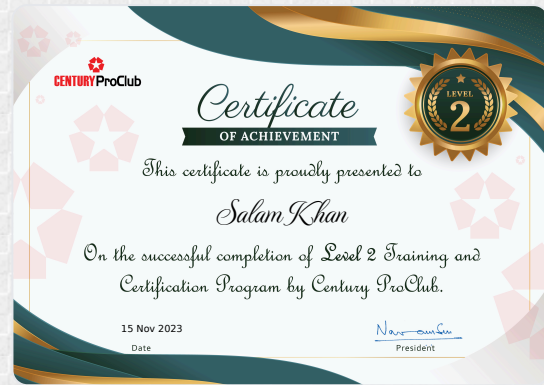 CENTURY ProClub
LEVEL
2
Certificate
OF ACHIEVEMENT
This certificate is proudly presented to
Salam Khan
On the successful completion of Level 2 Training and
Certification Program by Century ProClub.
15 Nov 2023
Date
President